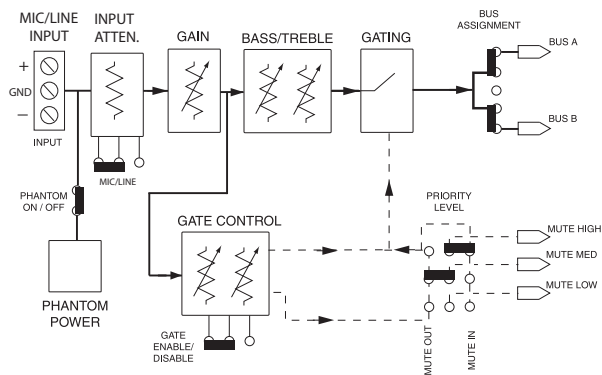 MIC/LINE
INPUT
INPUT
ATTEN.
GAIN
BASS/TREBLE
GATING
BUS
ASSIGNMENT
BUS A
BUS B
+
GND
−
INPUT
MIC/LINE
PHANTOM
ON / OFF
PHANTOM
POWER
GATE CONTROL
GATE
ENABLE/
DISABLE
PRIORITY
LEVEL
MUTE HIGH
MUTE MED
MUTE LOW
MUTE OUT
MUTE IN